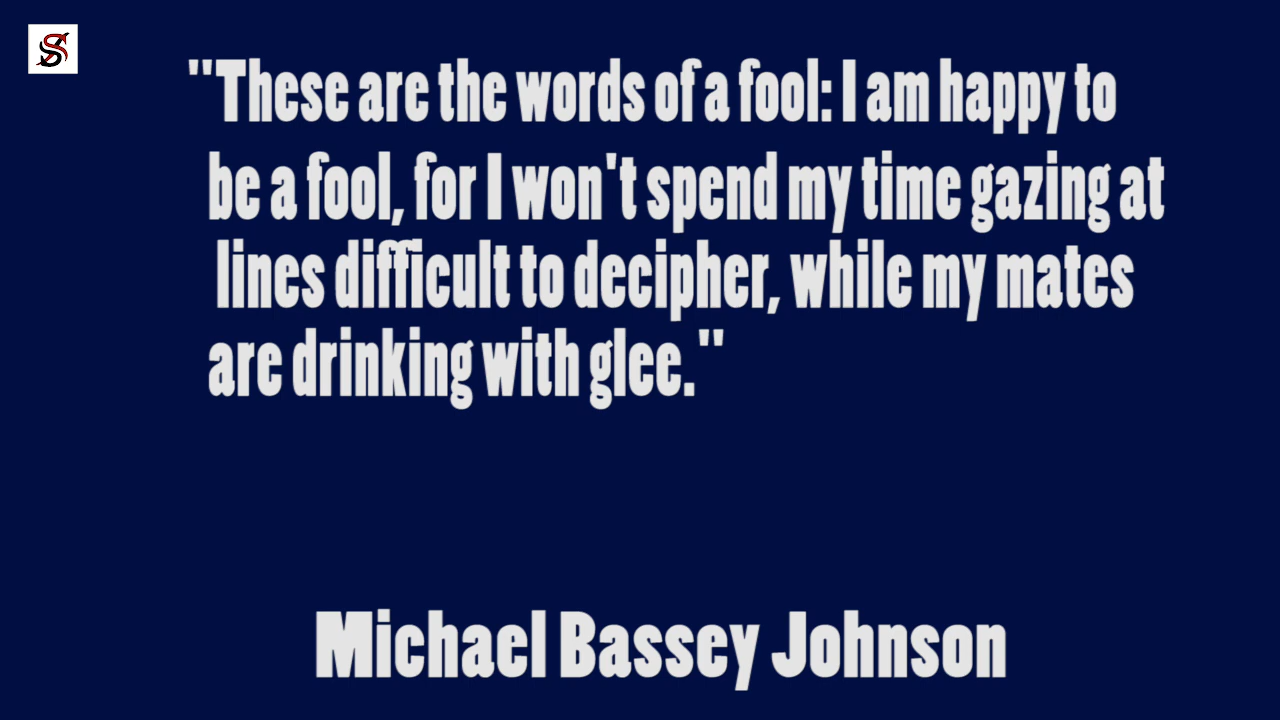 "These are the words of a fool: I am happy to
be a fool, for I won't spend my time gazing at
lines difficult to decipher, while my mates
are drinking with glee."
Michael Bassey Johnson